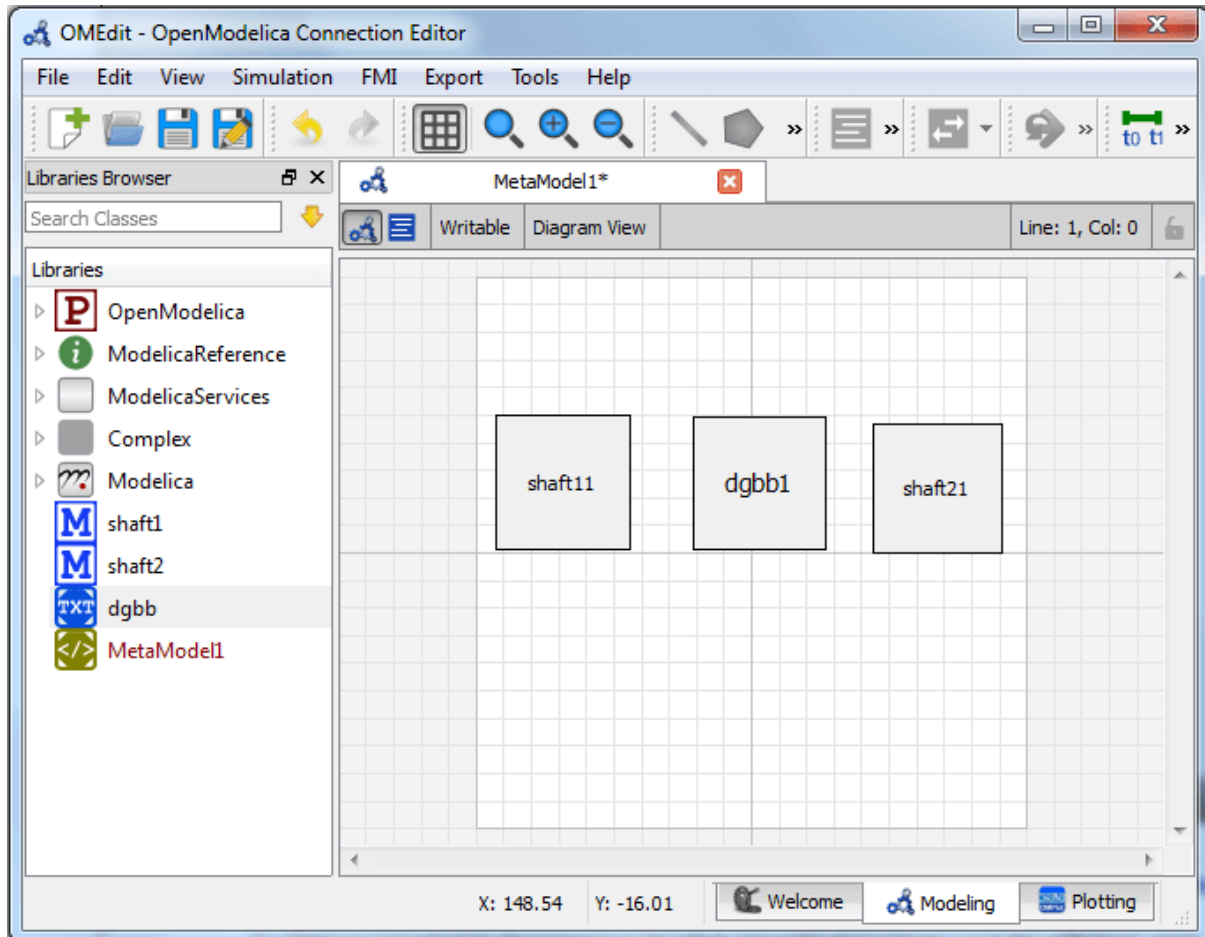 OMEdit - OpenModelica Connection Editor
File Edit View Simulation FMI Export Tools Help
» » » t0 t1 »
Libraries Browser
MetaModel1*
Search Classes
Writable Diagram View Line: 1, Col: 0
Libraries
P OpenModelica
i ModelicaReference
ModelicaServices
Complex
Modelica
M shaft1
M shaft2
TXT dgbb
</> MetaModel1
shaft11 dgbb1 shaft21
X: 148.54 Y: -16.01 Welcome Modeling Plotting